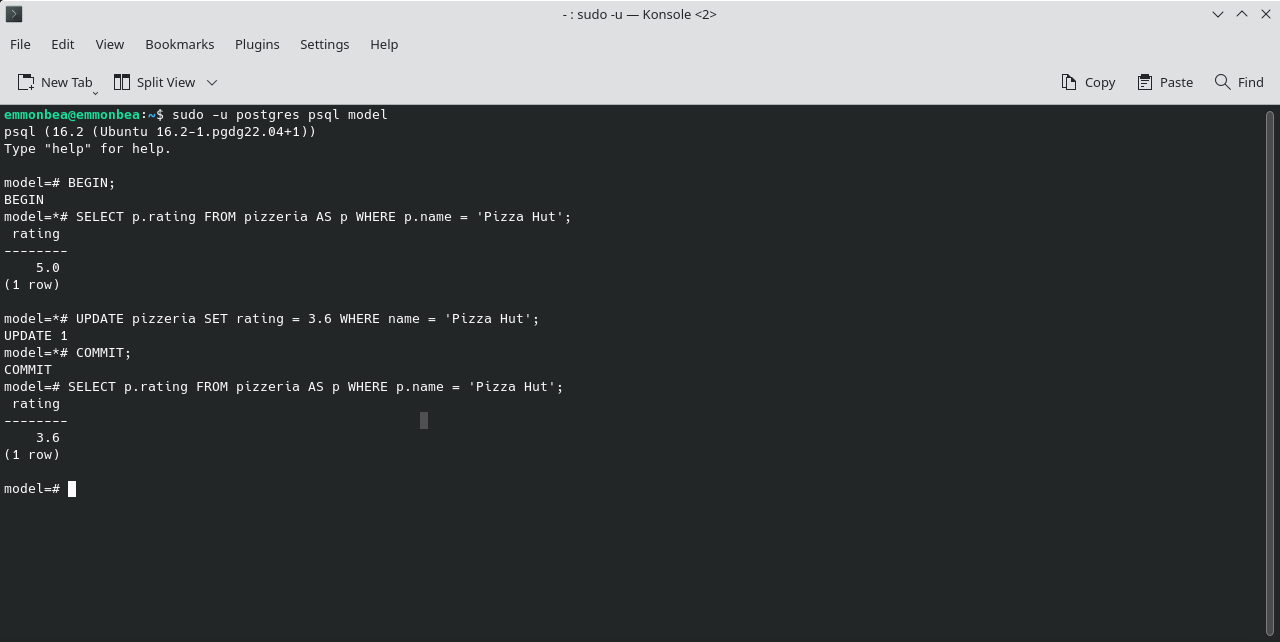 - : sudo -u — Konsole <2>
File Edit View Bookmarks Plugins Settings Help
New Tab Split View Copy Paste Find
emmonbea@emmonbea:~$ sudo -u postgres psql model
psql (16.2 (Ubuntu 16.2-1.pgdg22.04+1))
Type "help" for help.
model=# BEGIN;
BEGIN
model=*# SELECT p.rating FROM pizzeria AS p WHERE p.name = 'Pizza Hut';
rating
--------
5.0
(1 row)
model=*# UPDATE pizzeria SET rating = 3.6 WHERE name = 'Pizza Hut';
UPDATE 1
model=*# COMMIT;
COMMIT
model=# SELECT p.rating FROM pizzeria AS p WHERE p.name = 'Pizza Hut';
rating
--------
3.6
(1 row)
model=#